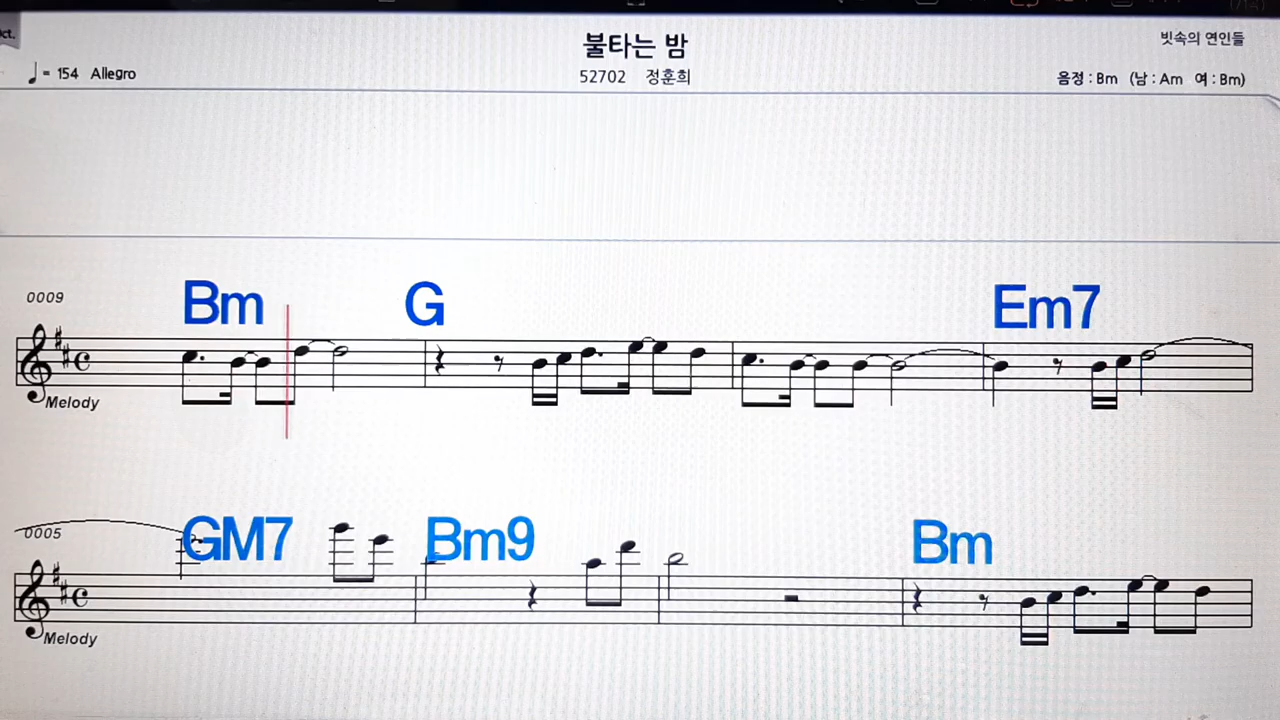 불타는 밤
빗속의 연인들
♩= 154 Allegro
52702 정훈희
음정 : Bm (남 : Am 여 : Bm)
0009
Bm G Em7
Melody
0005
GM7 Bm9 Bm
Melody